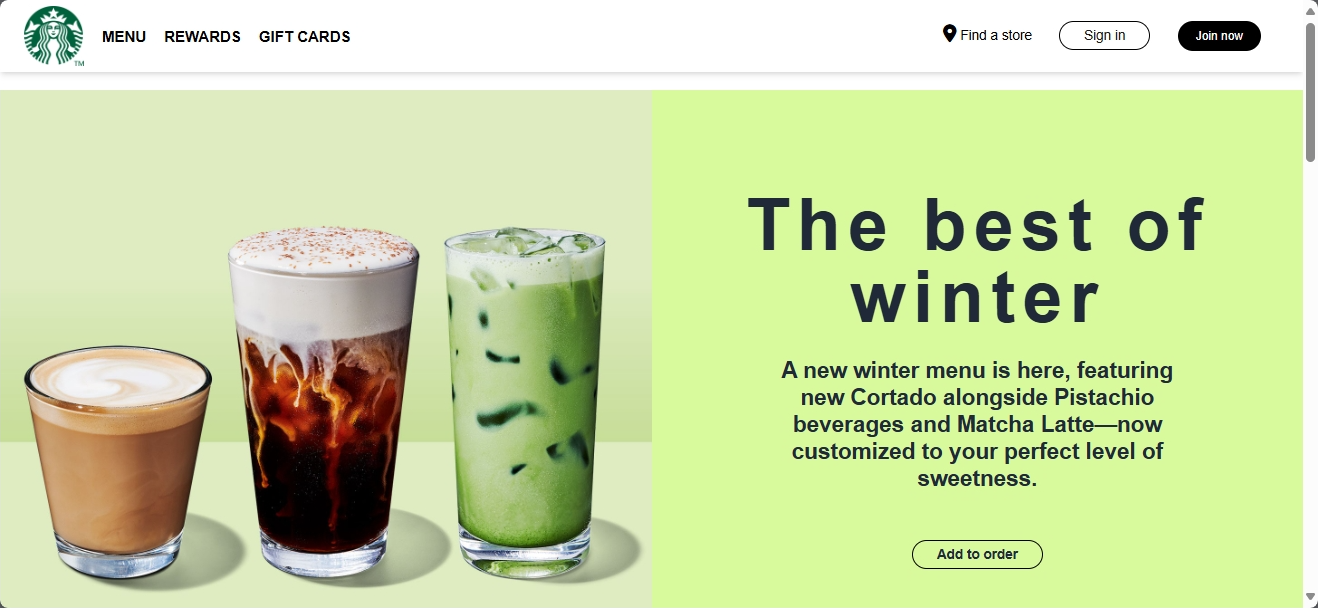 TM
MENU REWARDS GIFT CARDS
Find a store Sign in Join now
The best of
winter
A new winter menu is here, featuring
new Cortado alongside Pistachio
beverages and Matcha Latte—now
customized to your perfect level of
sweetness.
Add to order